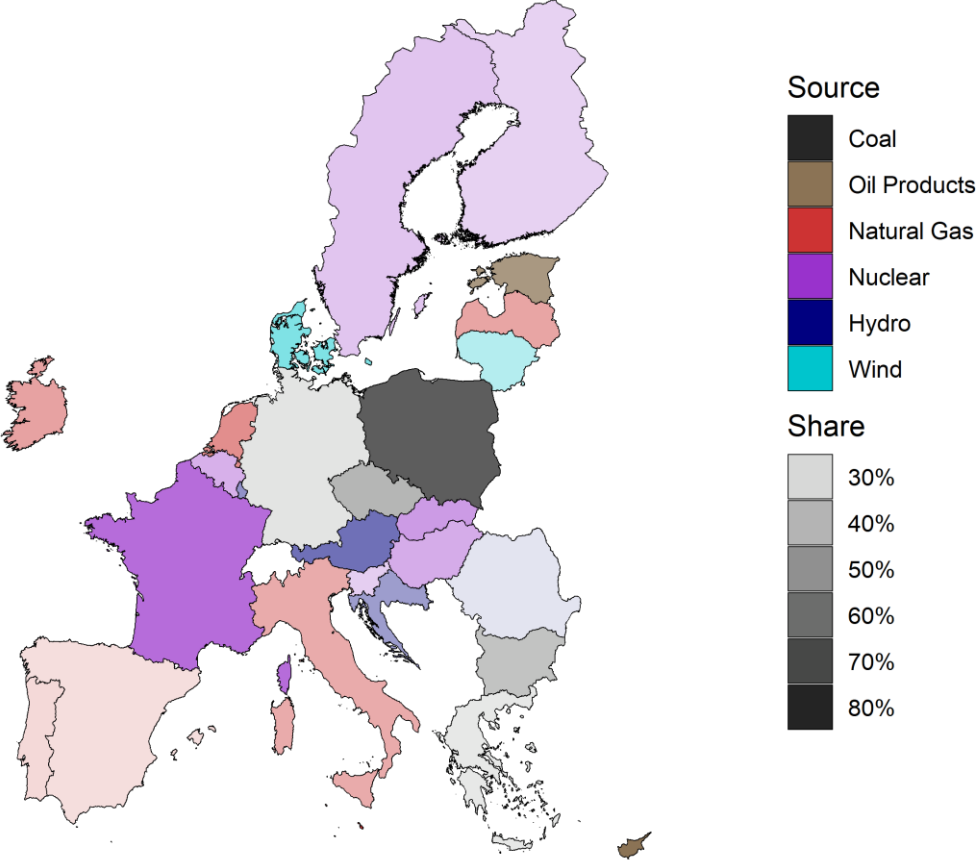 Source
Coal
Oil Products
Natural Gas
Nuclear
Hydro
Wind
Share
30%
40%
50%
60%
70%
80%